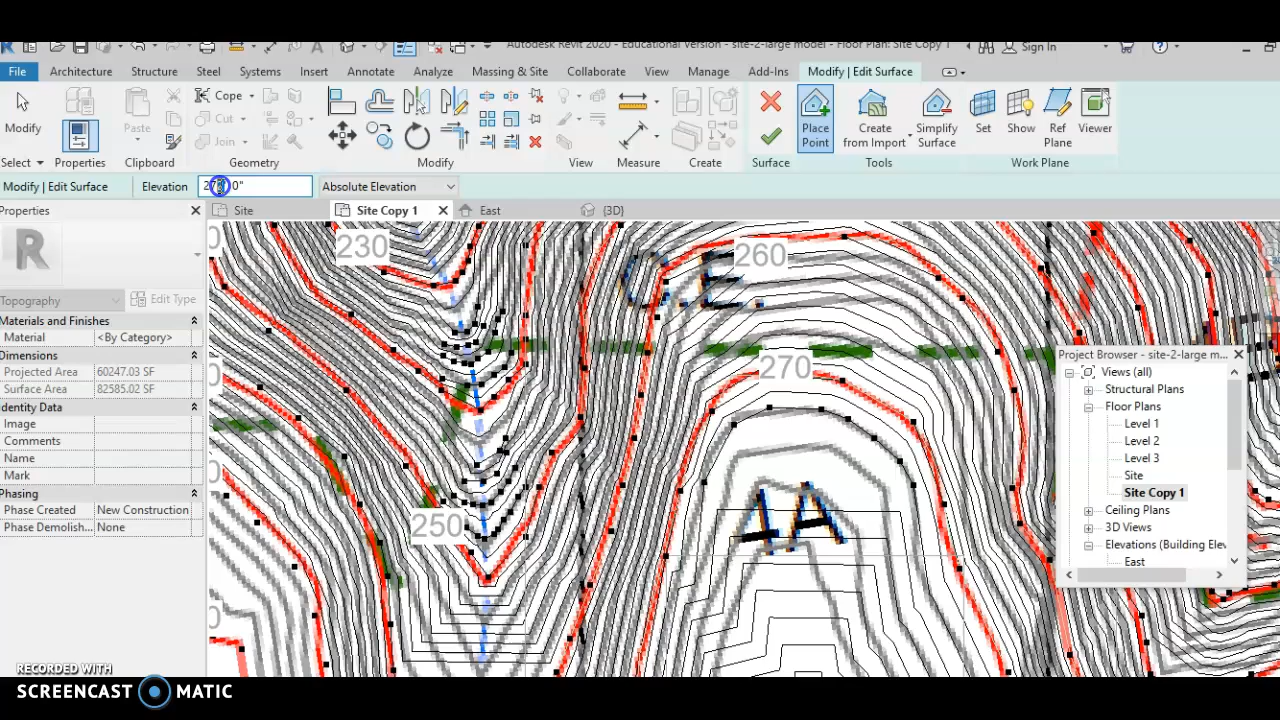 Autodesk Revit 2020 - Educational Version - site-2-large model - Floor Plan: Site Copy 1
Sign In
File Architecture Structure Steel Systems Insert Annotate Analyze Massing & Site Collaborate View Manage Add-Ins Modify | Edit Surface
Modify Paste Cope Cut Join Place Point Create from Import Simplify Surface Set Show Ref Plane Viewer
Select Properties Clipboard Geometry Modify View Measure Create Surface Tools Work Plane
Modify | Edit Surface Elevation Absolute Elevation
Properties Site Site Copy 1 East {3D}
Topography Edit Type
Materials and Finishes
Material <By Category>
Dimensions
Projected Area 60247.03 SF
Surface Area 82585.02 SF
Identity Data
Image
Comments
Name
Mark
Phasing
Phase Created New Construction
Phase Demolish... None
230
260
270
250
1A
Project Browser - site-2-large m...
Views (all)
Structural Plans
Floor Plans
Level 1
Level 2
Level 3
Site
Site Copy 1
Ceiling Plans
3D Views
Elevations (Building Elev
East
RECORDED WITH
SCREENCAST MATIC